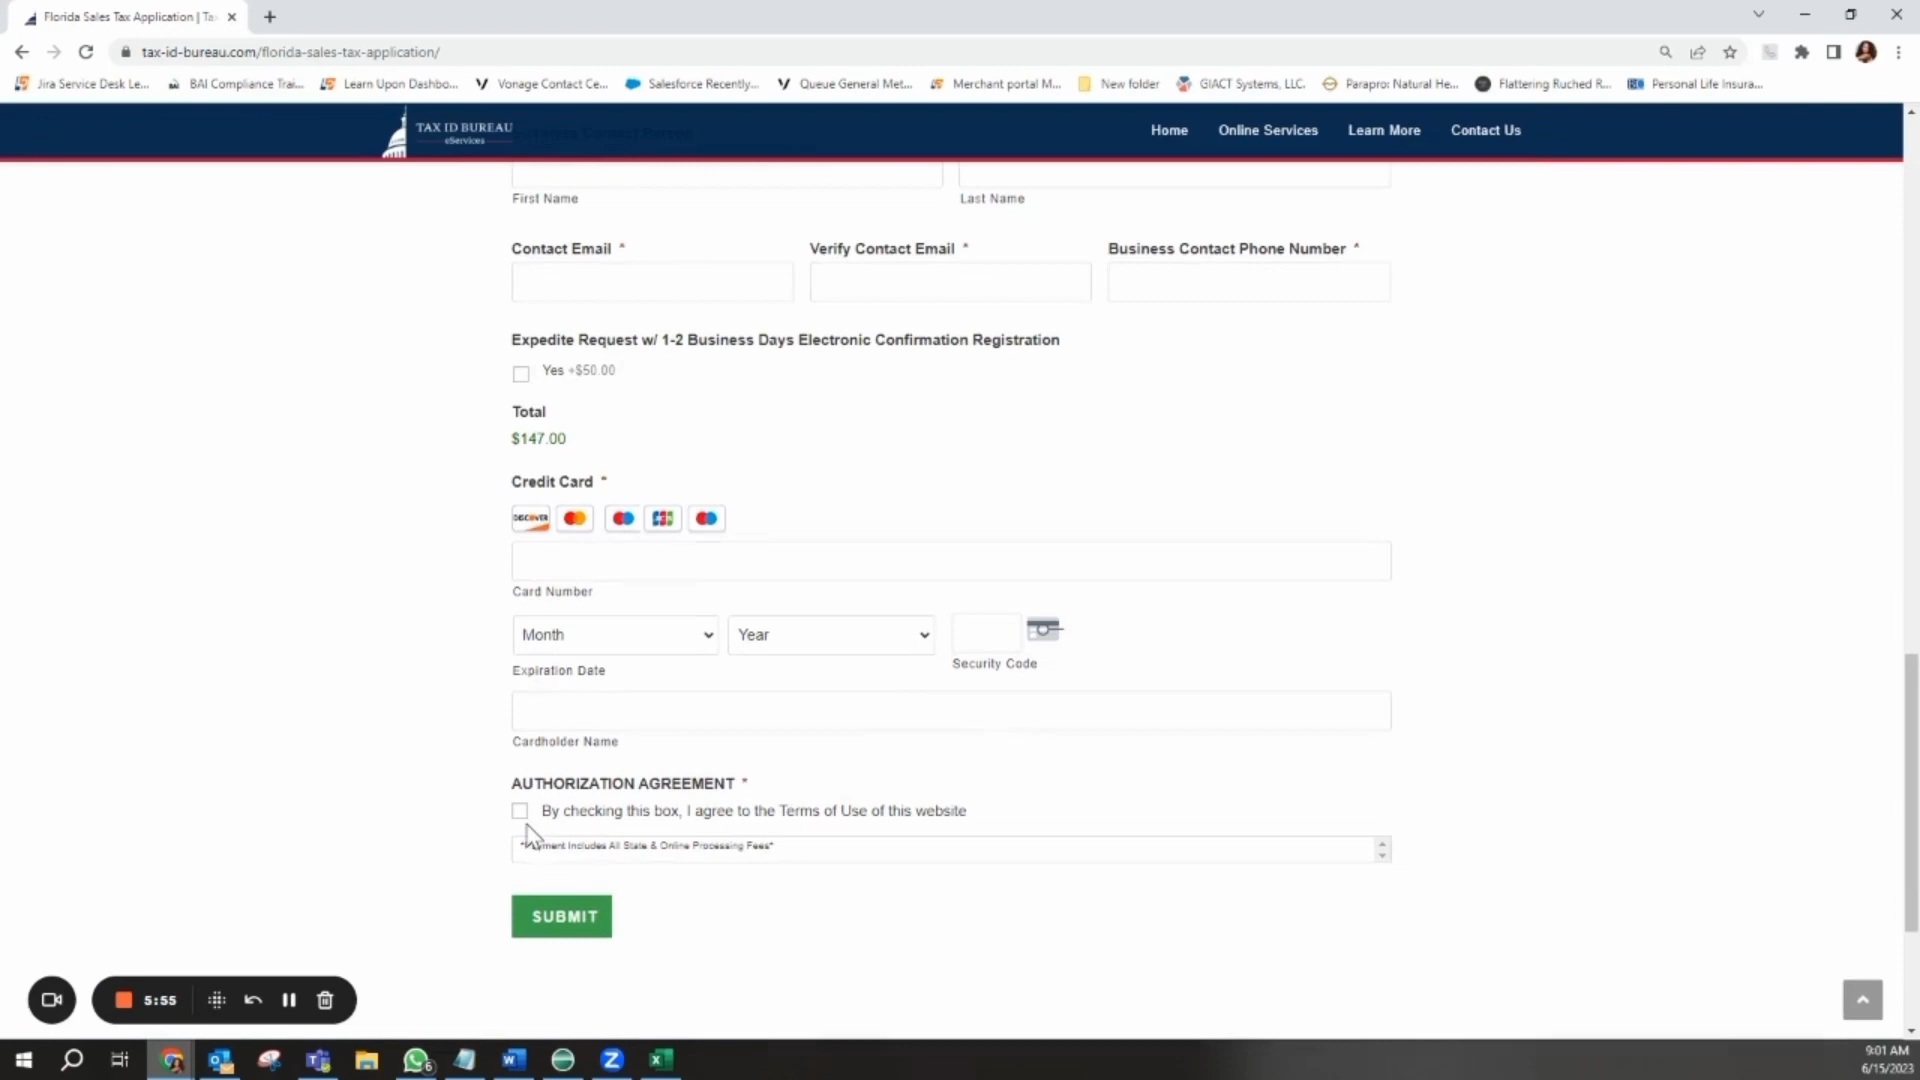 Florida Sales Tax Application | Ta
tax-id-bureau.com/florida-sales-tax-application/
Jira Service Desk Le... BAI Compliance Trai... Learn Upon Dashbo... Vonage Contact Ce... Salesforce Recently... Queue General Met... Merchant portal M... New folder GIACT Systems, LLC. Parapro: Natural He... Flattering Ruched R... Personal Life Insura...
TAX ID BUREAU
eServices
Home Online Services Learn More Contact Us
First Name Last Name
Contact Email * Verify Contact Email * Business Contact Phone Number *
Expedite Request w/ 1-2 Business Days Electronic Confirmation Registration
Yes +$50.00
Total
$147.00
Credit Card *
DISCOVER JCB
Card Number
Month Year
Security Code
Expiration Date
Cardholder Name
AUTHORIZATION AGREEMENT *
By checking this box, I agree to the Terms of Use of this website
Includes All State & Online Processing Fees*
SUBMIT
5:55
6
9:01 AM
6/15/2023